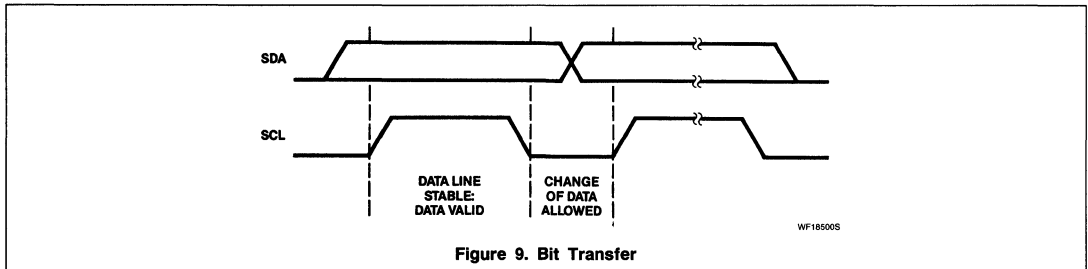 SDA
SCL
DATA LINE
STABLE:
DATA VALID
CHANGE
OF DATA
ALLOWED
WF18500S
Figure 9. Bit Transfer